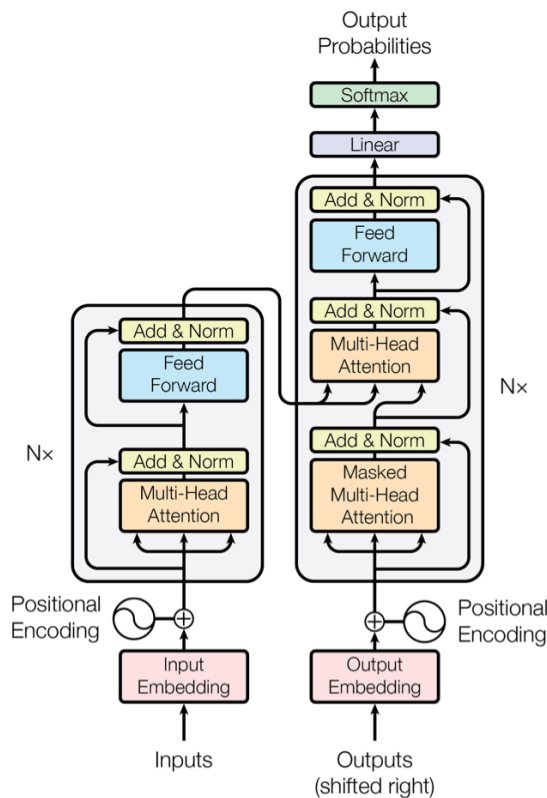 Output
Probabilities
Softmax
Linear
Add & Norm
Feed
Forward
Add & Norm
Multi-Head
Attention
Add & Norm
Masked
Multi-Head
Attention
N×
Add & Norm
Feed
Forward
Add & Norm
Multi-Head
Attention
N×
Positional
Encoding
Positional
Encoding
Input
Embedding
Output
Embedding
Inputs
Outputs
(shifted right)